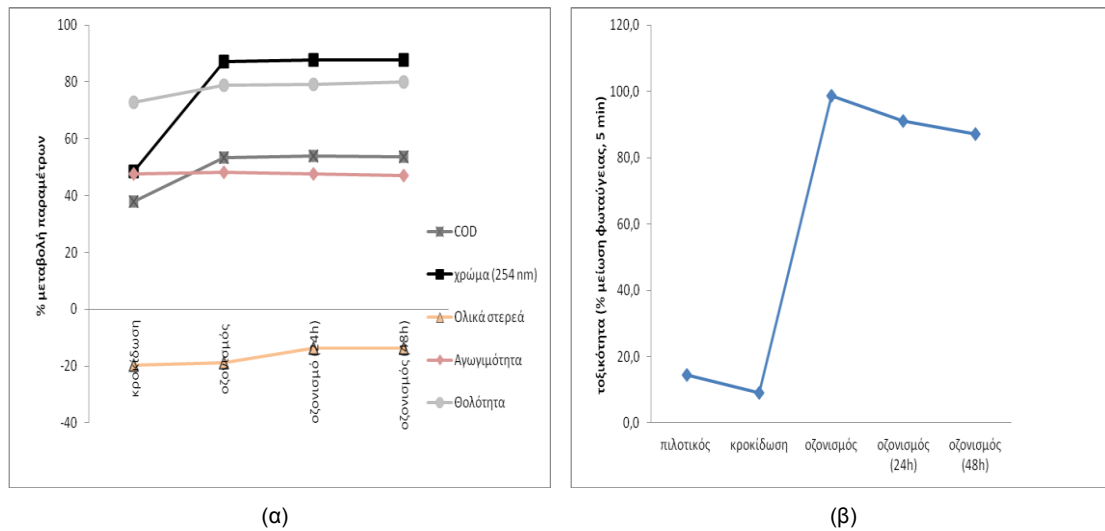 100
80
60
40
20
0
-20
-40
% μεταβολή παραμέτρων
κροκίδωση
οζονισμός
οζονισμό (24h)
οζονισμός (48h)
COD
χρώμα (254 nm)
Ολικά στερεά
Αγωγιμότητα
Θολότητα
(α)
120,0
100,0
80,0
60,0
40,0
20,0
0,0
τοξικότητα (% μείωση φωταύγειας, 5 min)
πιλοτικός
κροκίδωση
οζονισμός
οζονισμός
(24h)
οζονισμός
(48h)
(β)